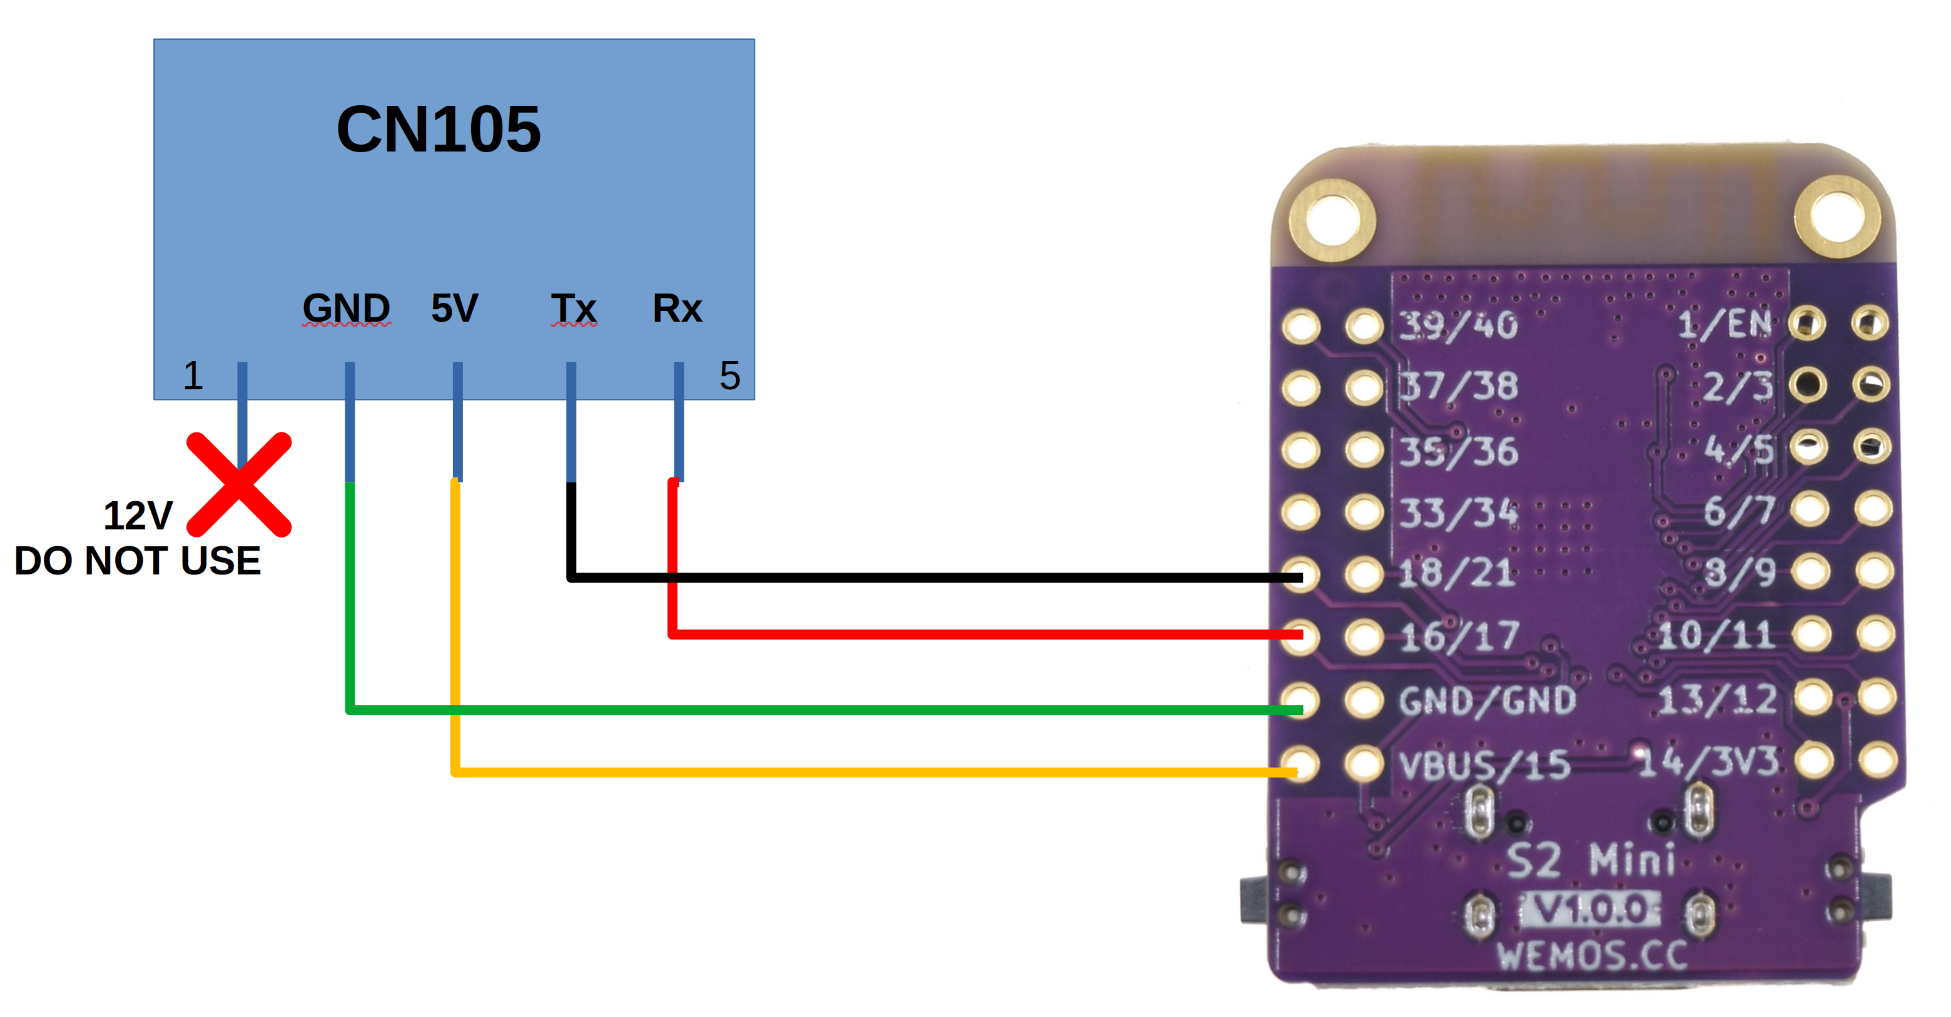 CN105
GND 5V Tx Rx
1 5
12V
DO NOT USE
39/40 1/EN
37/38 2/3
35/36 4/5
33/34 6/7
18/21 8/9
16/17 10/11
GND/GND 13/12
VBUS/15 14/3V3
S2 Mini
V1.0.0
WEMOS.CC